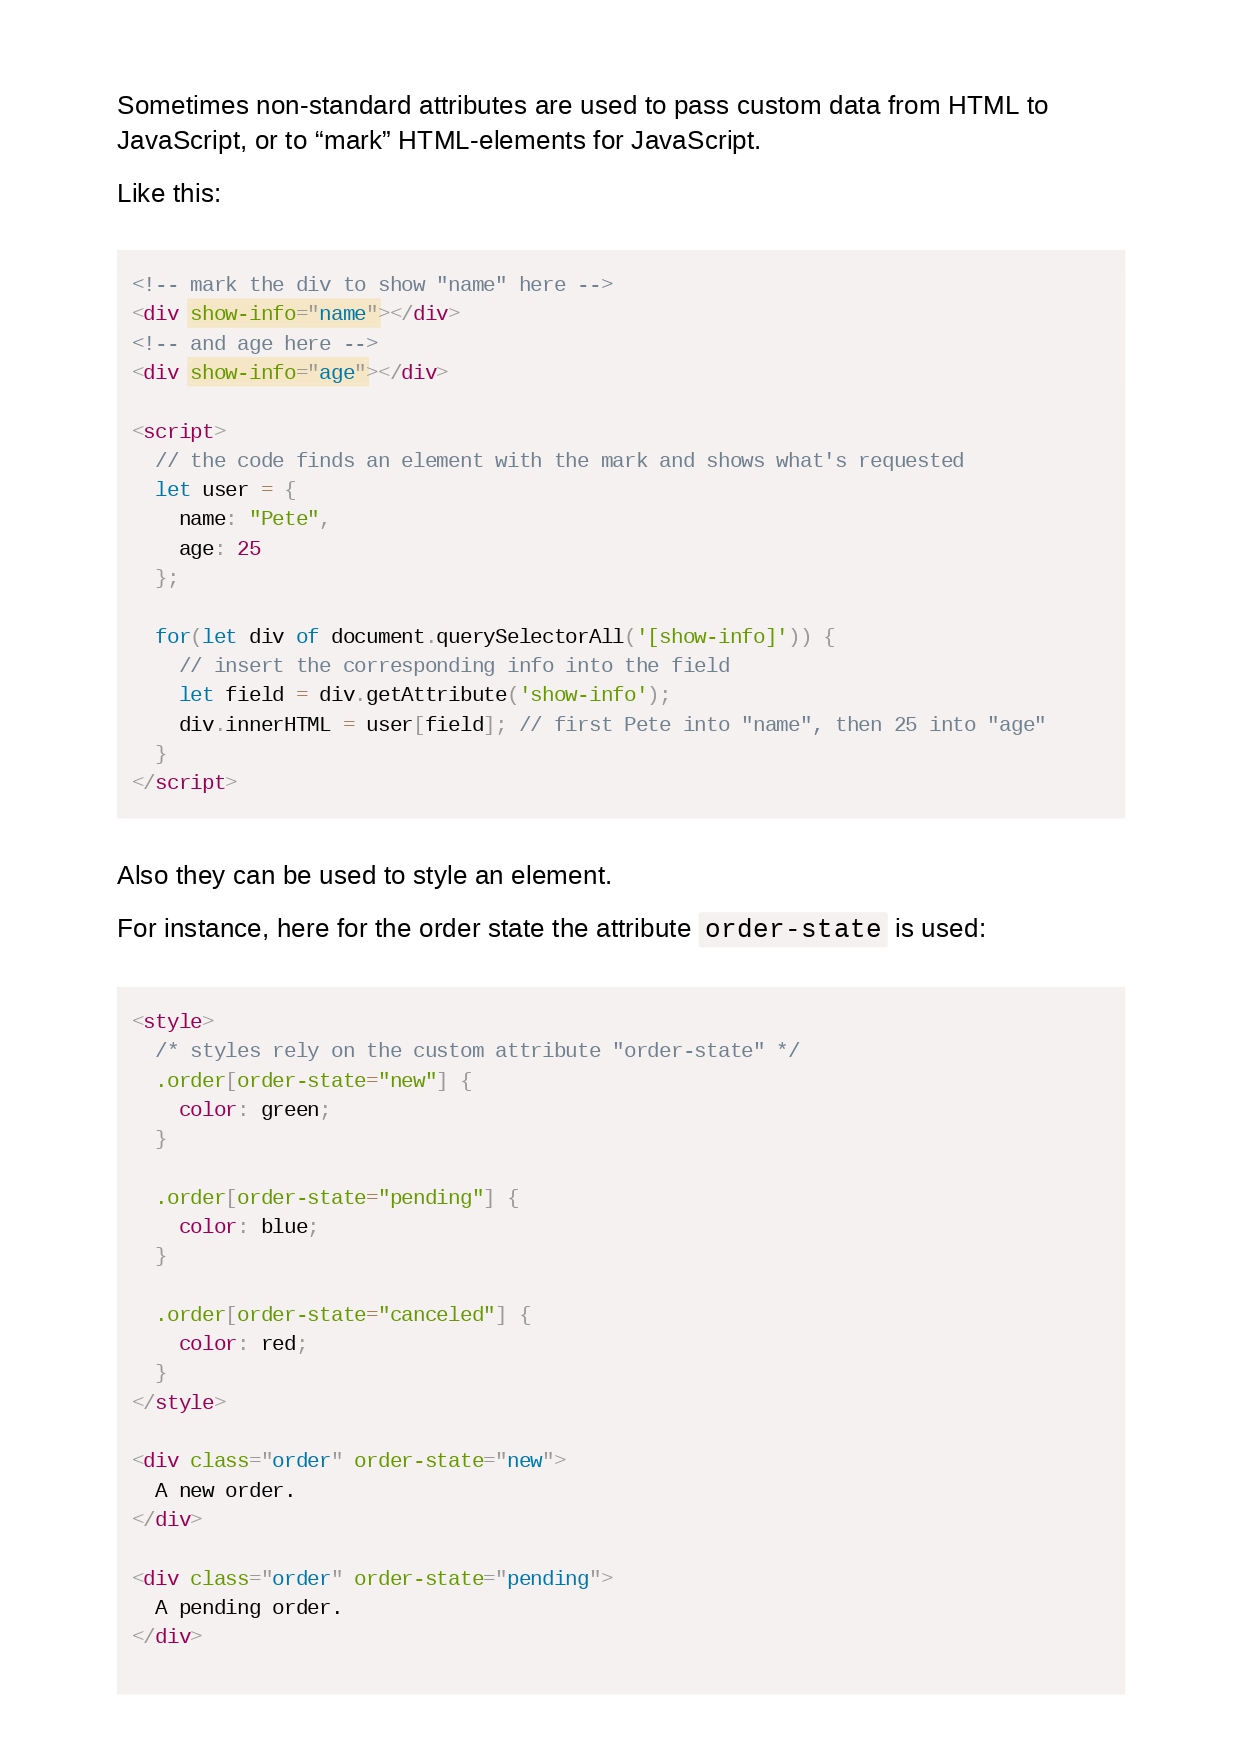 Sometimes non-standard attributes are used to pass custom data from HTML to
JavaScript, or to “mark” HTML-elements for JavaScript.
Like this:
<!-- mark the div to show "name" here -->
<div show-info="name"></div>
<!-- and age here -->
<div show-info="age"></div>
<script>
  // the code finds an element with the mark and shows what's requested
  let user = {
    name: "Pete",
    age: 25
  };
  for(let div of document.querySelectorAll('[show-info]')) {
    // insert the corresponding info into the field
    let field = div.getAttribute('show-info');
    div.innerHTML = user[field]; // first Pete into "name", then 25 into "age"
  }
</script>
Also they can be used to style an element.
For instance, here for the order state the attribute order-state is used:
<style>
  /* styles rely on the custom attribute "order-state" */
  .order[order-state="new"] {
    color: green;
  }
  .order[order-state="pending"] {
    color: blue;
  }
  .order[order-state="canceled"] {
    color: red;
  }
</style>
<div class="order" order-state="new">
  A new order.
</div>
<div class="order" order-state="pending">
  A pending order.
</div>